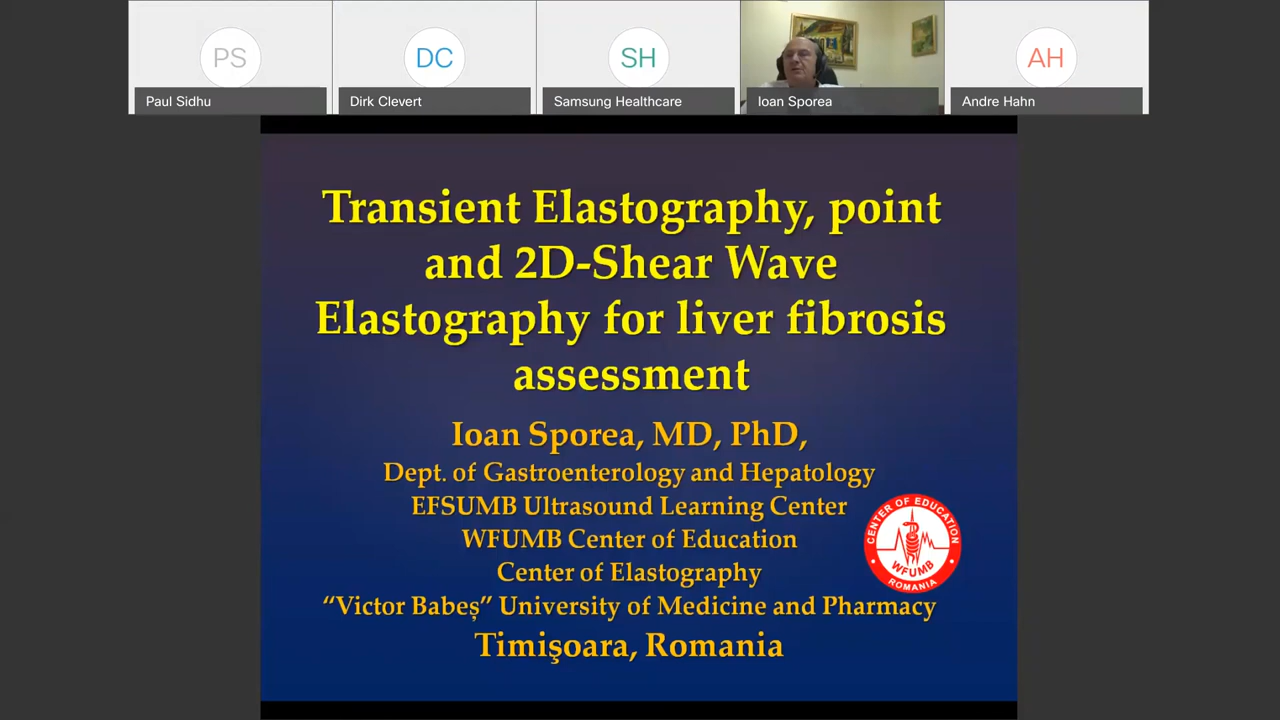 PS
DC
SH
AH
Paul Sidhu
Dirk Clevert
Samsung Healthcare
Ioan Sporea
Andre Hahn
Transient Elastography, point
and 2D-Shear Wave
Elastography for liver fibrosis
assessment
Ioan Sporea, MD, PhD,
Dept. of Gastroenterology and Hepatology
EFSUMB Ultrasound Learning Center
WFUMB Center of Education
Center of Elastography
“Victor Babeș” University of Medicine and Pharmacy
Timişoara, Romania
CENTER OF EDUCATION
WFUMB
ROMANIA